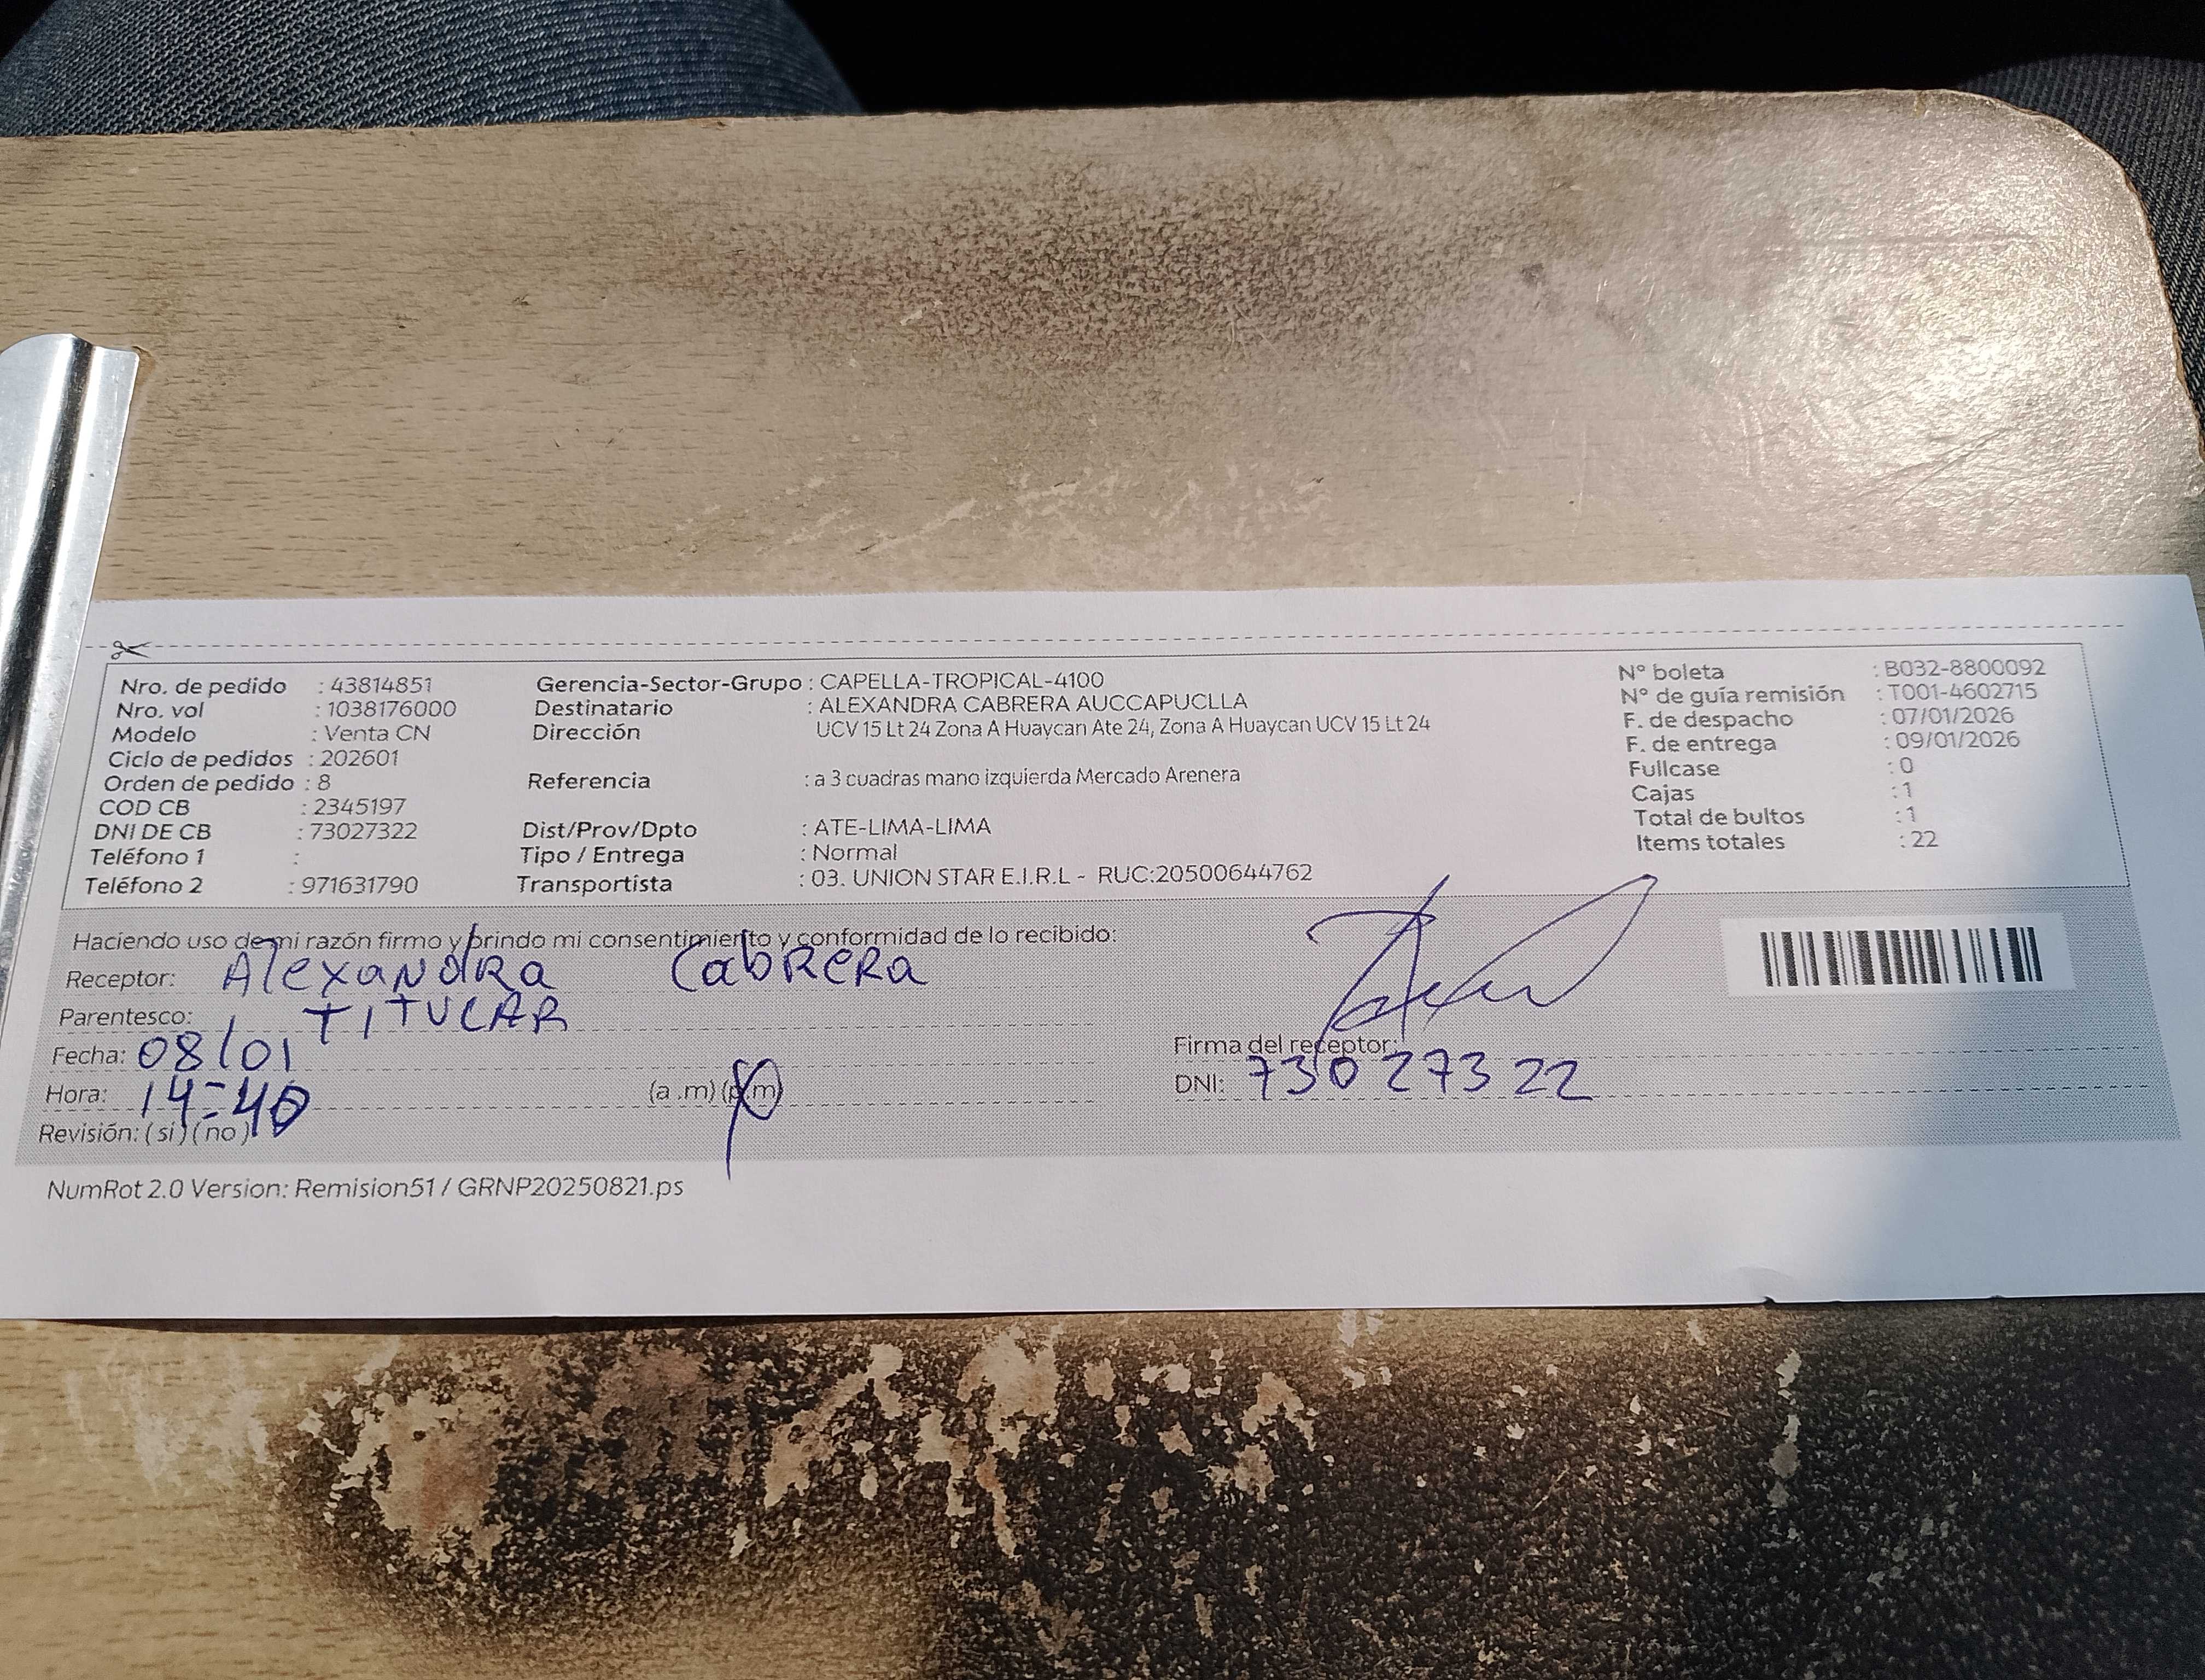 Nro. de pedido : 43814851
Nro. vol : 1038176000
Modelo : Venta CN
Ciclo de pedidos : 202601
Orden de pedido : 8
COD CB : 2345197
DNI DE CB : 73027322
Teléfono 1 :
Teléfono 2 : 971631790
Gerencia-Sector-Grupo : CAPELLA-TROPICAL-4100
Destinatario : ALEXANDRA CABRERA AUCCAPUCLLA
Dirección UCV 15 Lt 24 Zona A Huaycan Ate 24, Zona A Huaycan UCV 15 Lt 24
Referencia : a 3 cuadras mano izquierda Mercado Arenera
Dist/Prov/Dpto : ATE-LIMA-LIMA
Tipo / Entrega : Normal
Transportista : 03. UNION STAR E.I.R.L - RUC:20500644762
N° boleta : B032-8800092
N° de guía remisión : T001-4602715
F. de despacho : 07/01/2026
F. de entrega : 09/01/2026
Fullcase : 0
Cajas : 1
Total de bultos : 1
Items totales : 22
Haciendo uso de mi razón firmo y brindo mi consentimiento y conformidad de lo recibido:
Receptor: Alexandra Cabrera
Parentesco: TITULAR
Fecha: 08/01
Hora: 14:40 (a .m) (p.m)
Revisión: (si) (no)
Firma del receptor:
DNI: 73027322
NumRot 2.0 Version: Remision51 / GRNP20250821.ps